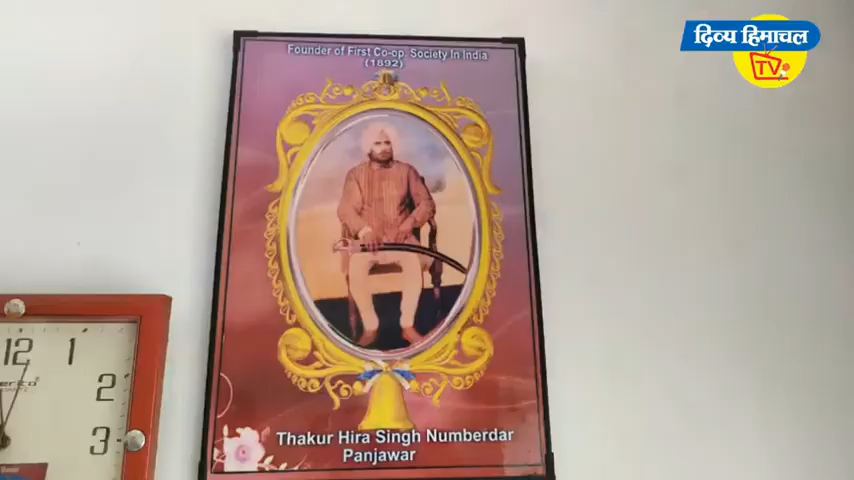 Founder of First Co-op. Society In India
(1892)
दिव्य हिमाचल
TV
12
1
2
3
Thakur Hira Singh Numberdar
Panjawar